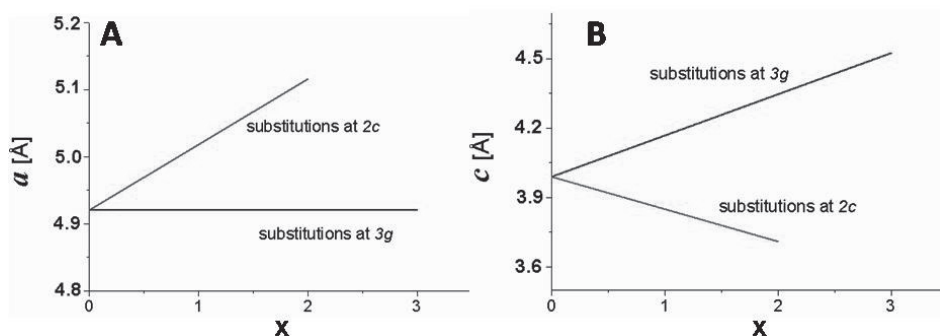 A
5.2
5.1
5.0
4.9
4.8
a [Å]
substitutions at 2c
substitutions at 3g
0
1
2
3
X
B
4.5
4.2
3.9
3.6
c [Å]
substitutions at 3g
substitutions at 2c
0
1
2
3
X